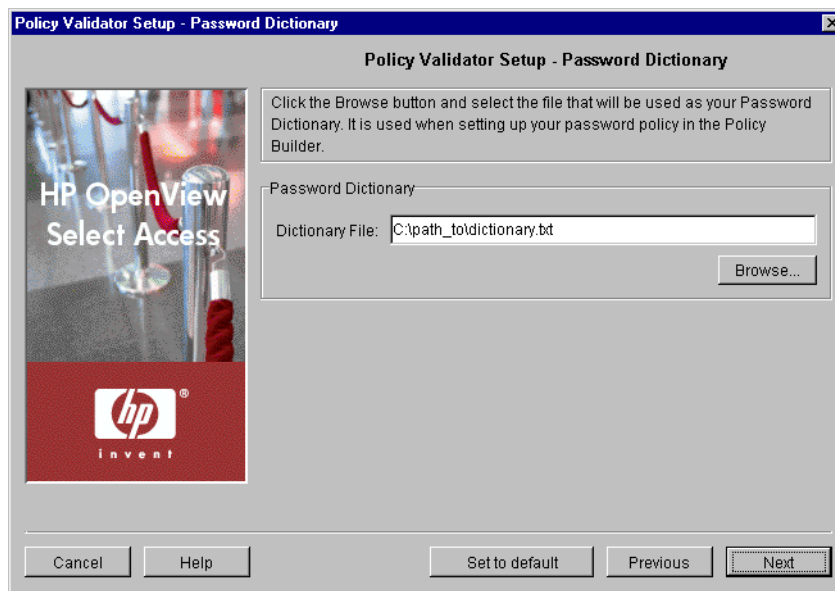 Policy Validator Setup - Password Dictionary
Policy Validator Setup - Password Dictionary
HP OpenView
Select Access
hp
®
invent
Click the Browse button and select the file that will be used as your Password
Dictionary. It is used when setting up your password policy in the Policy
Builder.
Password Dictionary
Dictionary File: C:\path_to\dictionary.txt
Browse...
Cancel Help Set to default Previous Next